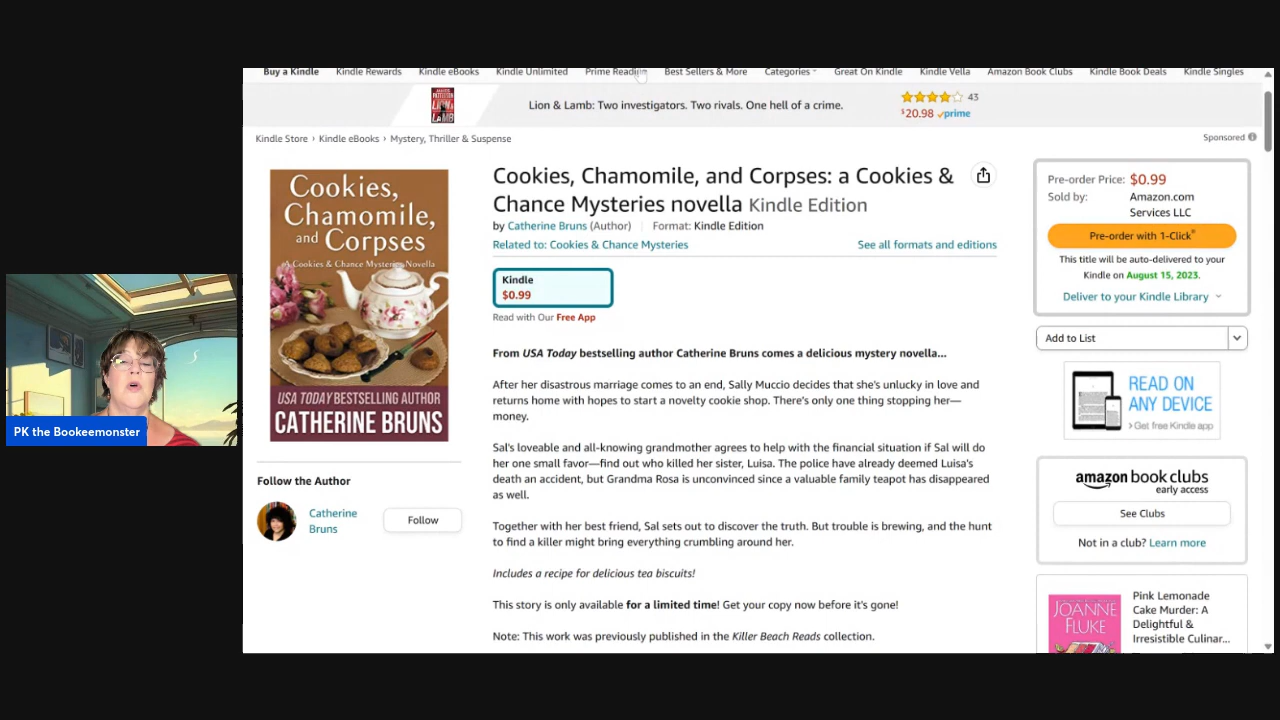 Buy a Kindle Kindle Rewards Kindle eBooks Kindle Unlimited Prime Reading Best Sellers & More Categories Great On Kindle Kindle Vella Amazon Book Clubs Kindle Book Deals Kindle Singles
JAMES
PATTERSON
LION &
LAMB
Lion & Lamb: Two investigators. Two rivals. One hell of a crime.
43
$20.98 prime
Kindle Store › Kindle eBooks › Mystery, Thriller & Suspense
Sponsored
Cookies,
Chamomile,
and Corpses
A Cookies & Chance Mysteries Novella
USA TODAY BESTSELLING AUTHOR
CATHERINE BRUNS
Follow the Author
Catherine
Bruns
Follow
PK the Bookeemonster
Cookies, Chamomile, and Corpses: a Cookies &
Chance Mysteries novella Kindle Edition
by Catherine Bruns (Author) Format: Kindle Edition
Related to: Cookies & Chance Mysteries
See all formats and editions
Kindle
$0.99
Read with Our Free App
From USA Today bestselling author Catherine Bruns comes a delicious mystery novella...
After her disastrous marriage comes to an end, Sally Muccio decides that she's unlucky in love and
returns home with hopes to start a novelty cookie shop. There's only one thing stopping her—
money.
Sal's loveable and all-knowing grandmother agrees to help with the financial situation if Sal will do
her one small favor—find out who killed her sister, Luisa. The police have already deemed Luisa's
death an accident, but Grandma Rosa is unconvinced since a valuable family teapot has disappeared
as well.
Together with her best friend, Sal sets out to discover the truth. But trouble is brewing, and the hunt
to find a killer might bring everything crumbling around her.
Includes a recipe for delicious tea biscuits!
This story is only available for a limited time! Get your copy now before it's gone!
Note: This work was previously published in the Killer Beach Reads collection.
Pre-order Price: $0.99
Sold by: Amazon.com
Services LLC
Pre-order with 1-Click®
This title will be auto-delivered to your
Kindle on August 15, 2023.
Deliver to your Kindle Library
Add to List
READ ON
ANY DEVICE
› Get free Kindle app
amazon book clubs
early access
See Clubs
Not in a club? Learn more
JOANNE
FLUKE
Pink Lemonade
Cake Murder: A
Delightful &
Irresistible Culinar...